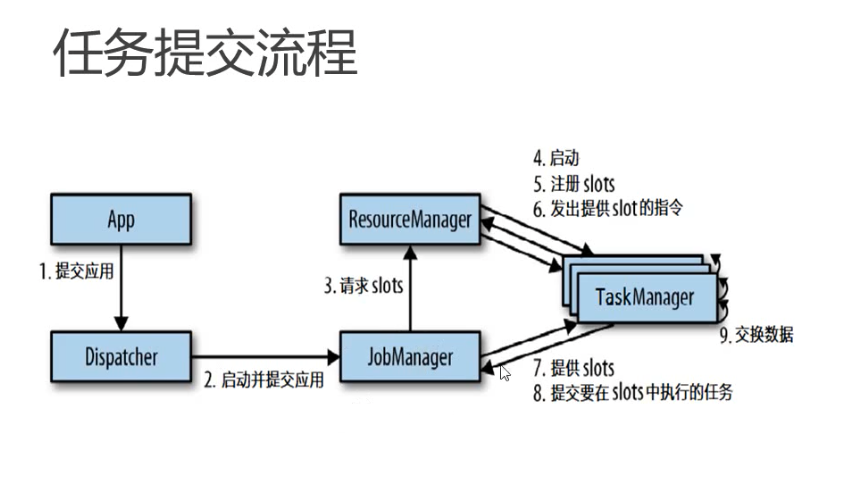 任务提交流程
4. 启动
5. 注册 slots
6. 发出提供 slot 的指令
App
ResourceManager
1. 提交应用
3. 请求 slots
TaskManager
9. 交换数据
Dispatcher
JobManager
2. 启动并提交应用
7. 提供 slots
8. 提交要在 slots 中执行的任务